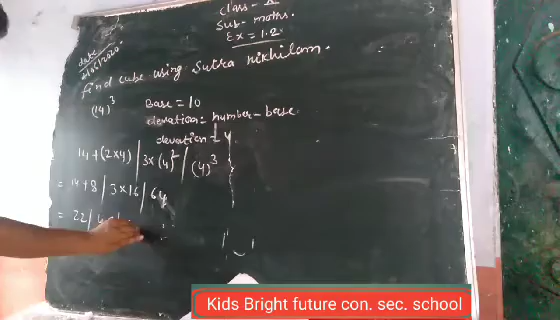 Class - X
Sub - maths.
Ex = 1.2
date
find cube using Sutra nikhilam.
(14)³
Base = 10
deviation = number - base
deviation = 4
14 + (2×4) | 3×(4)² | (4)³
= 14 + 8 | 3×16 | 64
= 22 |
Kids Bright future con. sec. school